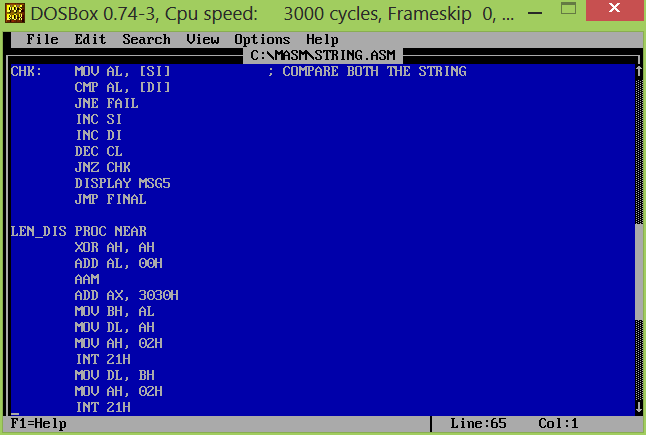 DOS BOX DOSBox 0.74-3, Cpu speed: 3000 cycles, Frameskip 0, ...
File Edit Search View Options Help
C:\MASM\STRING.ASM
CHK: MOV AL, [SI] ; COMPARE BOTH THE STRING
CMP AL, [DI]
JNE FAIL
INC SI
INC DI
DEC CL
JNZ CHK
DISPLAY MSG5
JMP FINAL
LEN_DIS PROC NEAR
XOR AH, AH
ADD AL, 00H
AAM
ADD AX, 3030H
MOV BH, AL
MOV DL, AH
MOV AH, 02H
INT 21H
MOV DL, BH
MOV AH, 02H
INT 21H
F1=Help Line:65 Col:1